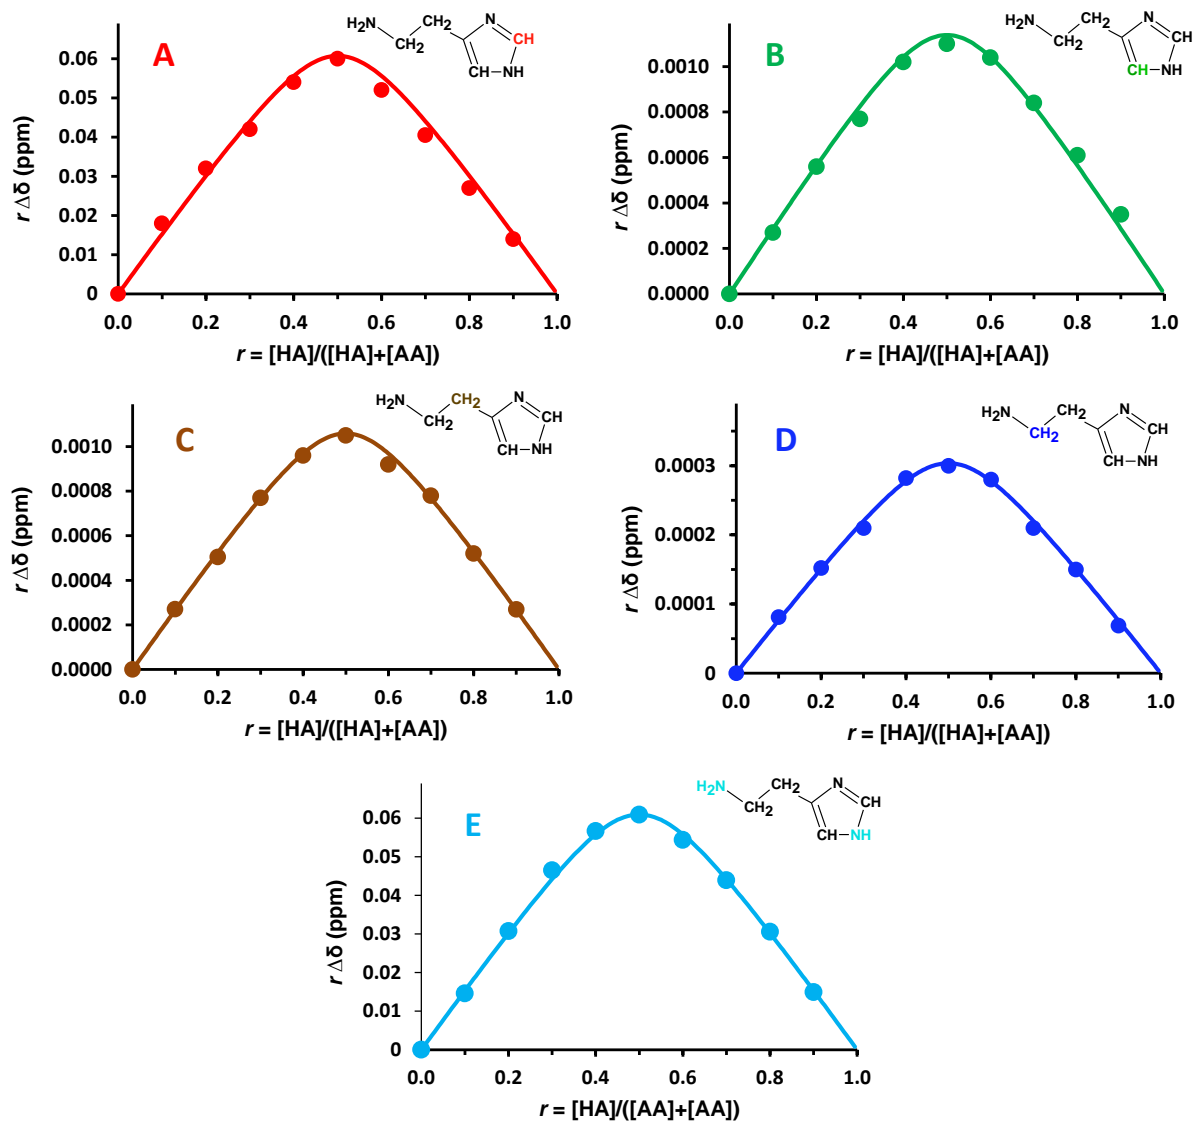 A
H₂N
CH₂
CH₂
N
CH
CH
NH
r Δδ (ppm)
0.06
0.05
0.04
0.03
0.02
0.01
0
0.0 0.2 0.4 0.6 0.8 1.0
r = [HA]/([HA]+[AA])
B
H₂N
CH₂
CH₂
N
CH
CH
NH
r Δδ (ppm)
0.0010
0.0008
0.0006
0.0004
0.0002
0.0000
0.0 0.2 0.4 0.6 0.8 1.0
r = [HA]/([HA]+[AA])
C
H₂N
CH₂
CH₂
N
CH
CH
NH
r Δδ (ppm)
0.0010
0.0008
0.0006
0.0004
0.0002
0.0000
0.0 0.2 0.4 0.6 0.8 1.0
r = [HA]/([HA]+[AA])
D
H₂N
CH₂
CH₂
N
CH
CH
NH
r Δδ (ppm)
0.0003
0.0002
0.0001
0
0.0 0.2 0.4 0.6 0.8 1.0
r = [HA]/([HA]+[AA])
E
H₂N
CH₂
CH₂
N
CH
CH
NH
r Δδ (ppm)
0.06
0.05
0.04
0.03
0.02
0.01
0
0.0 0.2 0.4 0.6 0.8 1.0
r = [HA]/([AA]+[AA])